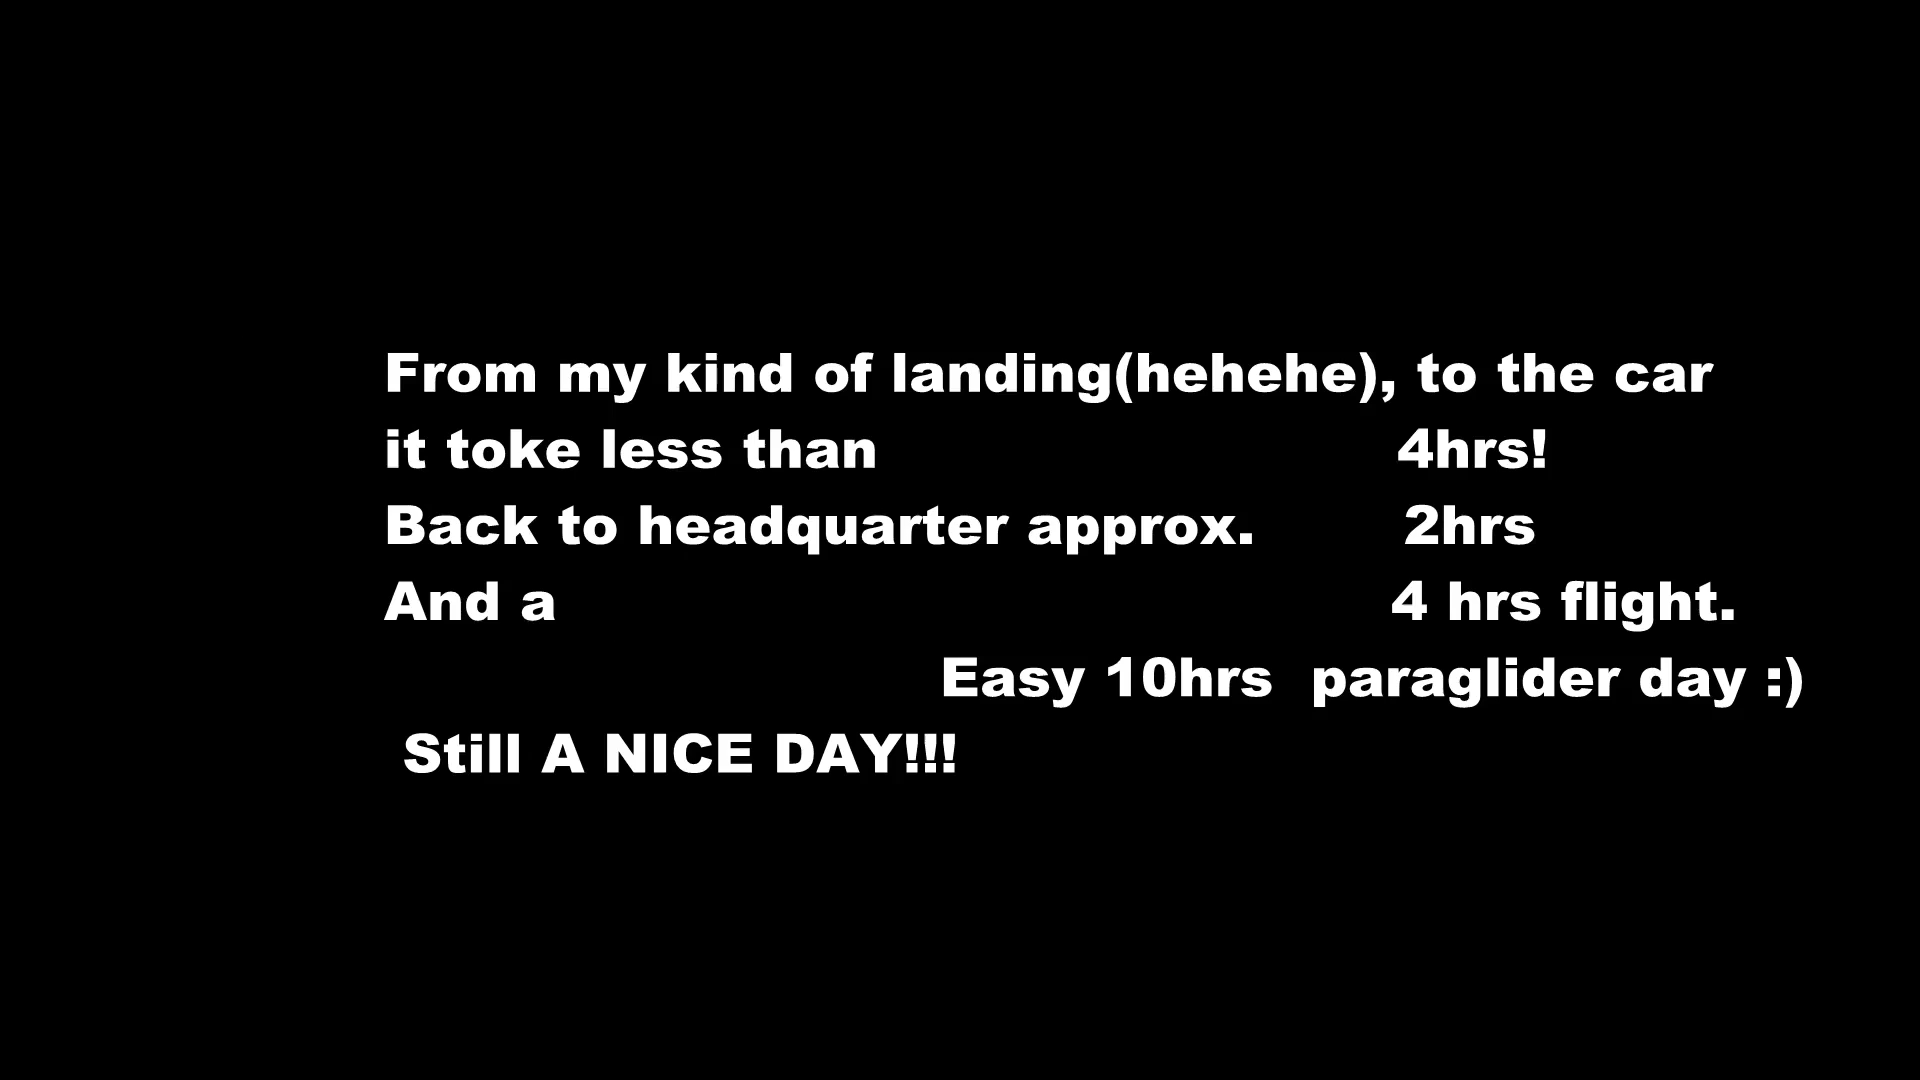 From my kind of landing(hehehe), to the car
it toke less than 4hrs!
Back to headquarter approx. 2hrs
And a 4 hrs flight.
Easy 10hrs paraglider day :)
Still A NICE DAY!!!